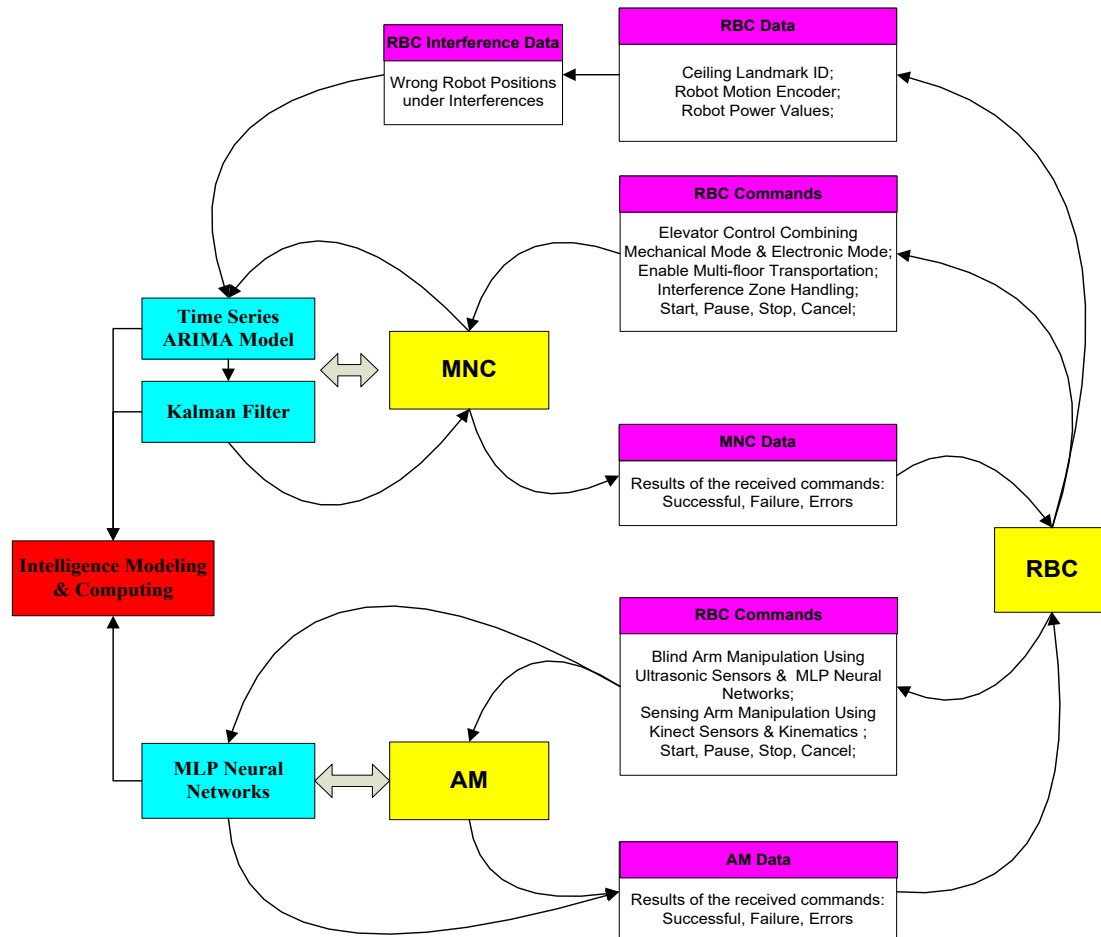 RBC Data
Ceiling Landmark ID;
Robot Motion Encoder;
Robot Power Values;
RBC Interference Data
Wrong Robot Positions
under Interferences
RBC Commands
Elevator Control Combining
Mechanical Mode & Electronic Mode;
Enable Multi-floor Transportation;
Interference Zone Handling;
Start, Pause, Stop, Cancel;
Time Series
ARIMA Model
Kalman Filter
MNC
MNC Data
Results of the received commands:
Successful, Failure, Errors
Intelligence Modeling
& Computing
RBC
RBC Commands
Blind Arm Manipulation Using
Ultrasonic Sensors & MLP Neural
Networks;
Sensing Arm Manipulation Using
Kinect Sensors & Kinematics ;
Start, Pause, Stop, Cancel;
MLP Neural
Networks
AM
AM Data
Results of the received commands:
Successful, Failure, Errors